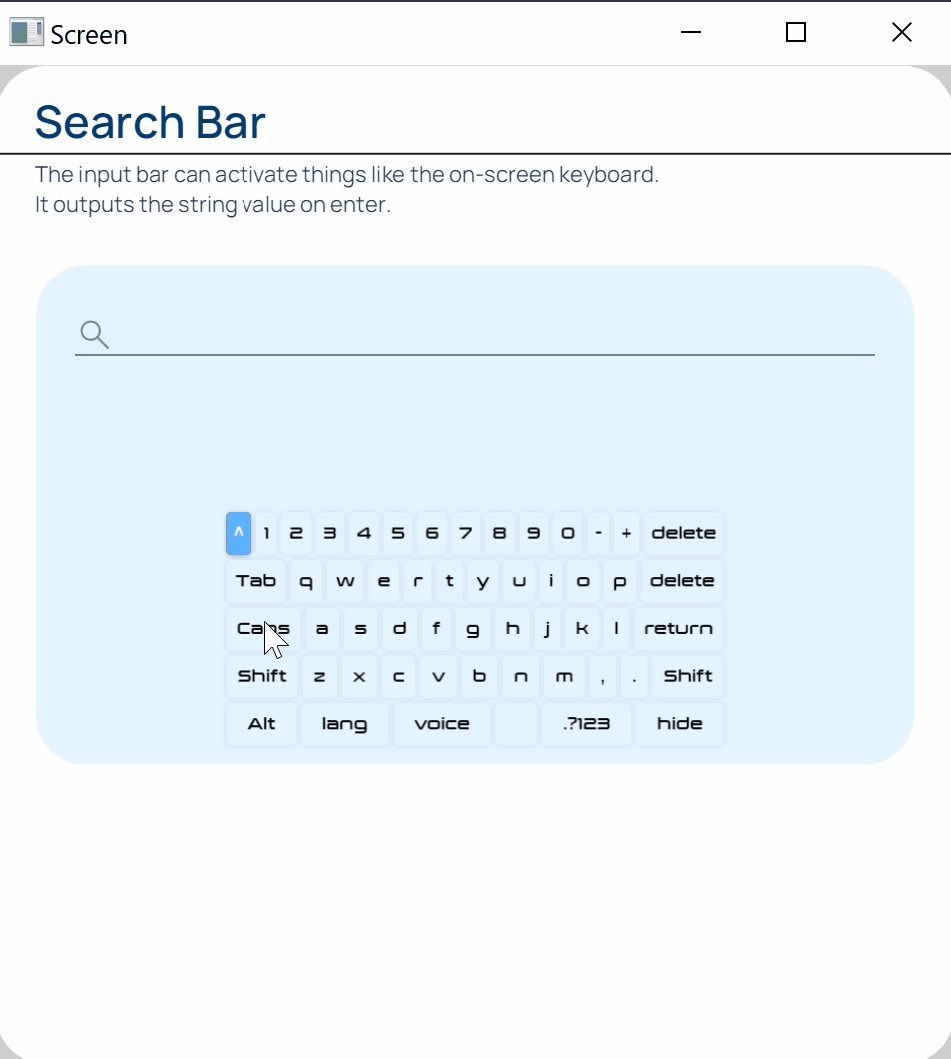 Screen
Search Bar
The input bar can activate things like the on-screen keyboard.
It outputs the string value on enter.
^ 1 2 3 4 5 6 7 8 9 0 - + delete
Tab q w e r t y u i o p delete
Caps a s d f g h j k l return
Shift z x c v b n m , . Shift
Alt lang voice .?123 hide